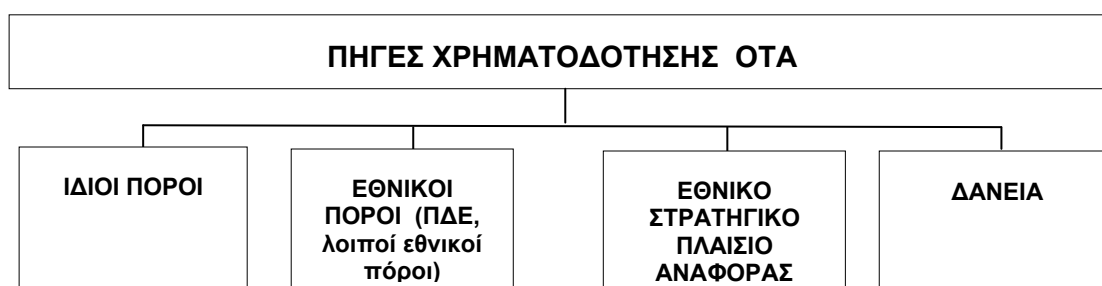 ΠΗΓΕΣ ΧΡΗΜΑΤΟΔΟΤΗΣΗΣ ΟΤΑ
ΙΔΙΟΙ ΠΟΡΟΙ
ΕΘΝΙΚΟΙ
ΠΟΡΟΙ (ΠΔΕ,
λοιποί εθνικοί
πόροι)
ΕΘΝΙΚΟ
ΣΤΡΑΤΗΓΙΚΟ
ΠΛΑΙΣΙΟ
ΑΝΑΦΟΡΑΣ
ΔΑΝΕΙΑ